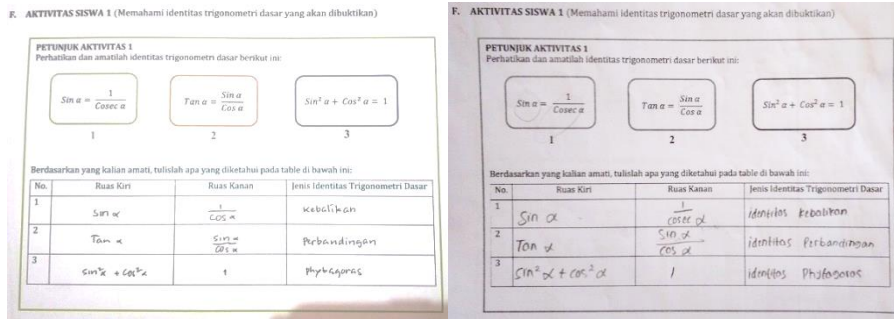 F. AKTIVITAS SISWA 1 (Memahami identitas trigonometri dasar yang akan dibuktikan)
PETUNJUK AKTIVITAS 1
Perhatikan dan amatilah identitas trigonometri dasar berikut ini:
Sin α = 1/Cosec α
Tan α = Sin α/Cos α
Sin² α + Cos² α = 1
1
2
3
Berdasarkan yang kalian amati, tulislah apa yang diketahui pada table di bawah ini:
No. Ruas Kiri Ruas Kanan Jenis Identitas Trigonometri Dasar
1 Sin α 1/cos α Kebalikan
2 Tan α Sin α/Cos α Perbandingan
3 sin²α + cos²α 1 Phytagoras
F. AKTIVITAS SISWA 1 (Memahami identitas trigonometri dasar yang akan dibuktikan)
PETUNJUK AKTIVITAS 1
Perhatikan dan amatilah identitas trigonometri dasar berikut ini:
Sin α = 1/Cosec α
Tan α = Sin α/Cos α
Sin² α + Cos² α = 1
1
2
3
Berdasarkan yang kalian amati, tulislah apa yang diketahui pada table di bawah ini:
No. Ruas Kiri Ruas Kanan Jenis Identitas Trigonometri Dasar
1 Sin α 1/cosec α identitas kebalikan
2 Tan α Sin α/cos α identitas Perbandingan
3 Sin² α + cos² α 1 identitas Phytagoras